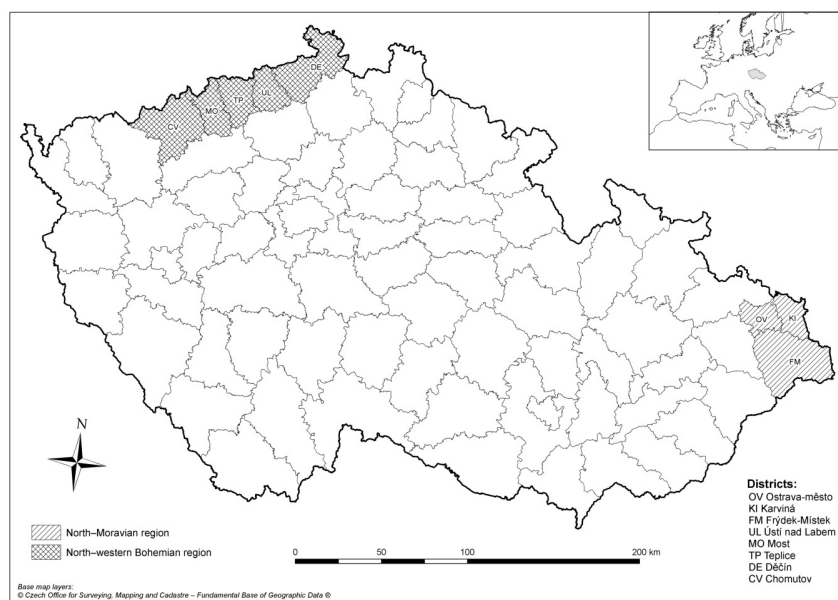 DE
UL
TP
MO
CV
OV
KI
FM
N
North–Moravian region
North–western Bohemian region
0 50 100 200 km
Districts:
OV Ostrava-město
KI Karviná
FM Frýdek-Místek
UL Ústí nad Labem
MO Most
TP Teplice
DE Děčín
CV Chomutov
Base map layers:
© Czech Office for Surveying, Mapping and Cadastre – Fundamental Base of Geographic Data ®